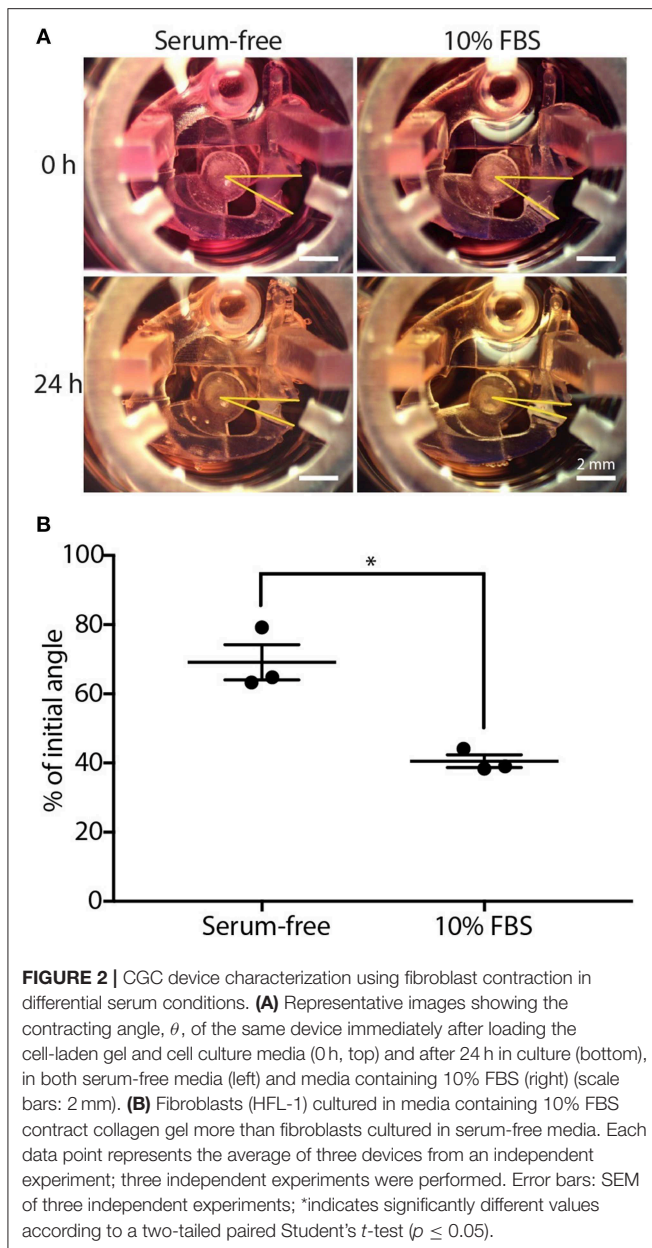 A
Serum-free 10% FBS
0 h
24 h
2 mm
B
100
80
60
40
20
0
% of initial angle
*
Serum-free 10% FBS
FIGURE 2 | CGC device characterization using fibroblast contraction in
differential serum conditions. (A) Representative images showing the
contracting angle, θ, of the same device immediately after loading the
cell-laden gel and cell culture media (0 h, top) and after 24 h in culture (bottom),
in both serum-free media (left) and media containing 10% FBS (right) (scale
bars: 2 mm). (B) Fibroblasts (HFL-1) cultured in media containing 10% FBS
contract collagen gel more than fibroblasts cultured in serum-free media. Each
data point represents the average of three devices from an independent
experiment; three independent experiments were performed. Error bars: SEM
of three independent experiments; *indicates significantly different values
according to a two-tailed paired Student's t-test (p ≤ 0.05).